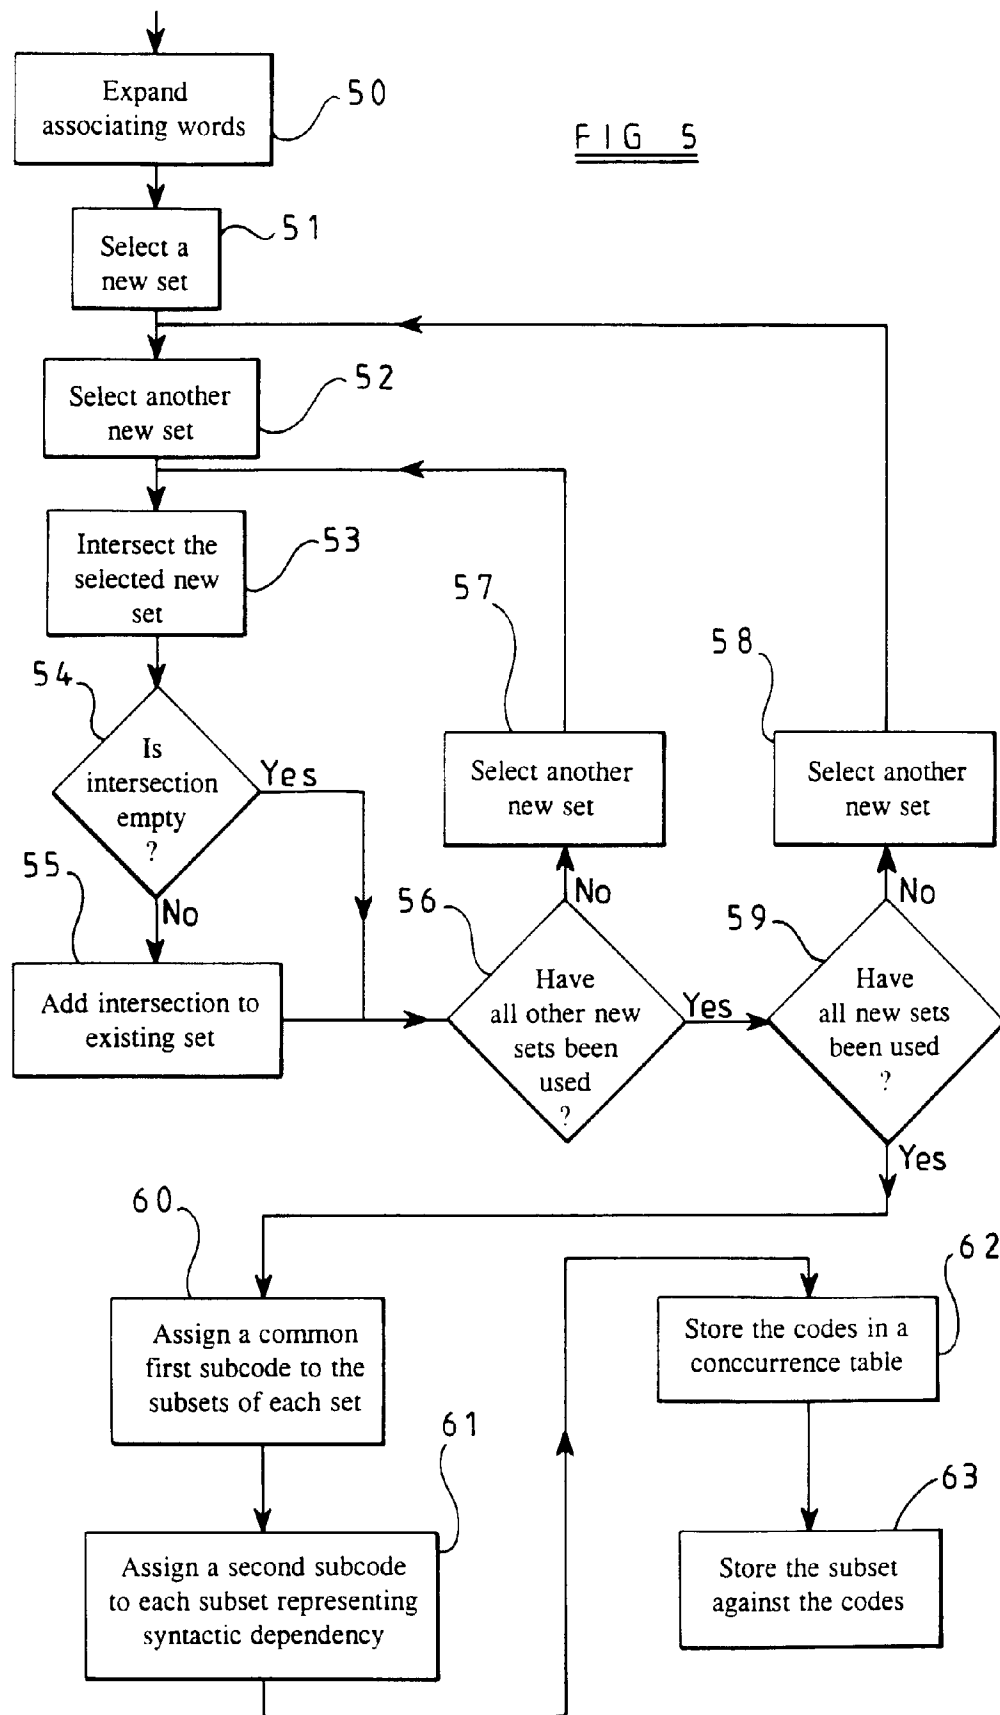 Expand
associating words
50
FIG 5
Select a
new set
51
Select another
new set
52
Intersect the
selected new
set
53
54
Is
intersection
empty
?
Yes
No
55
Add intersection to
existing set
57
Select another
new set
58
Select another
new set
56
No
Have
all other new
sets been
used
?
Yes
59
No
Have
all new sets
been used
?
Yes
60
Assign a common
first subcode to the
subsets of each set
61
Assign a second subcode
to each subset representing
syntactic dependency
62
Store the codes in a
conccurrence table
63
Store the subset
against the codes